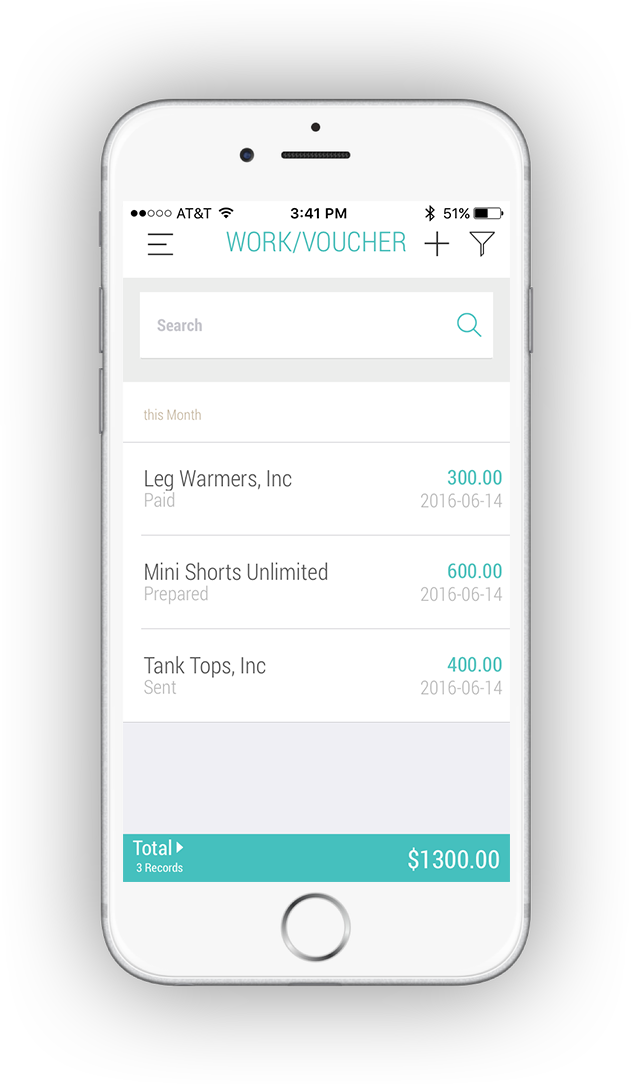 AT&T 3:41 PM 51%
WORK/VOUCHER
Search
this Month
Leg Warmers, Inc 300.00
Paid 2016-06-14
Mini Shorts Unlimited 600.00
Prepared 2016-06-14
Tank Tops, Inc 400.00
Sent 2016-06-14
Total
3 Records $1300.00